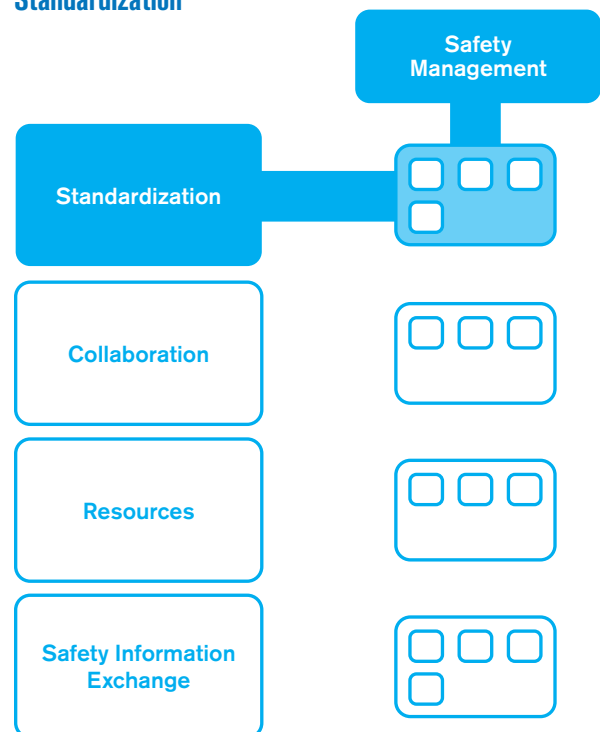 Standardization
Safety
Management
Standardization
Collaboration
Resources
Safety Information
Exchange